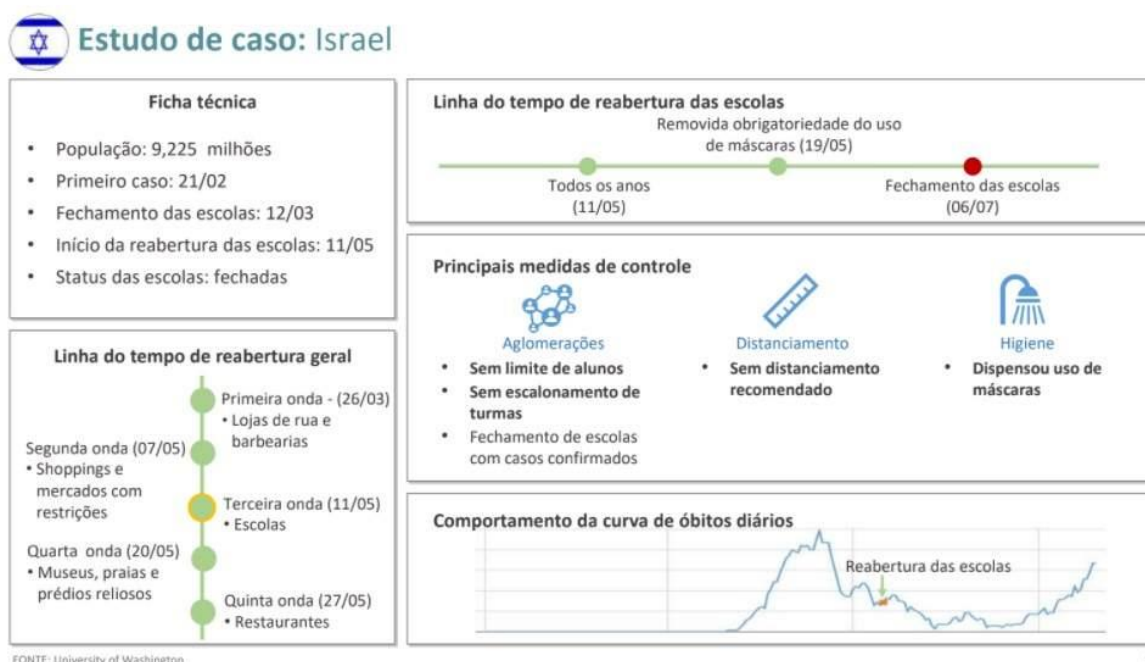 Estudo de caso: Israel
Ficha técnica
• População: 9,225 milhões
• Primeiro caso: 21/02
• Fechamento das escolas: 12/03
• Início da reabertura das escolas: 11/05
• Status das escolas: fechadas
Linha do tempo de reabertura geral
Primeira onda - (26/03)
• Lojas de rua e
barbearias
Segunda onda (07/05)
• Shoppings e
mercados com
restrições
Terceira onda (11/05)
• Escolas
Quarta onda (20/05)
• Museus, praias e
prédios reliosos
Quinta onda (27/05)
• Restaurantes
Linha do tempo de reabertura das escolas
Removida obrigatoriedade do uso
de máscaras (19/05)
Todos os anos
(11/05)
Fechamento das escolas
(06/07)
Principais medidas de controle
Aglomerações
• Sem limite de alunos
• Sem escalonamento de
turmas
• Fechamento de escolas
com casos confirmados
Distanciamento
• Sem distanciamento
recomendado
Higiene
• Dispensou uso de
máscaras
Comportamento da curva de óbitos diários
Reabertura das escolas
FONTE: University of Washington